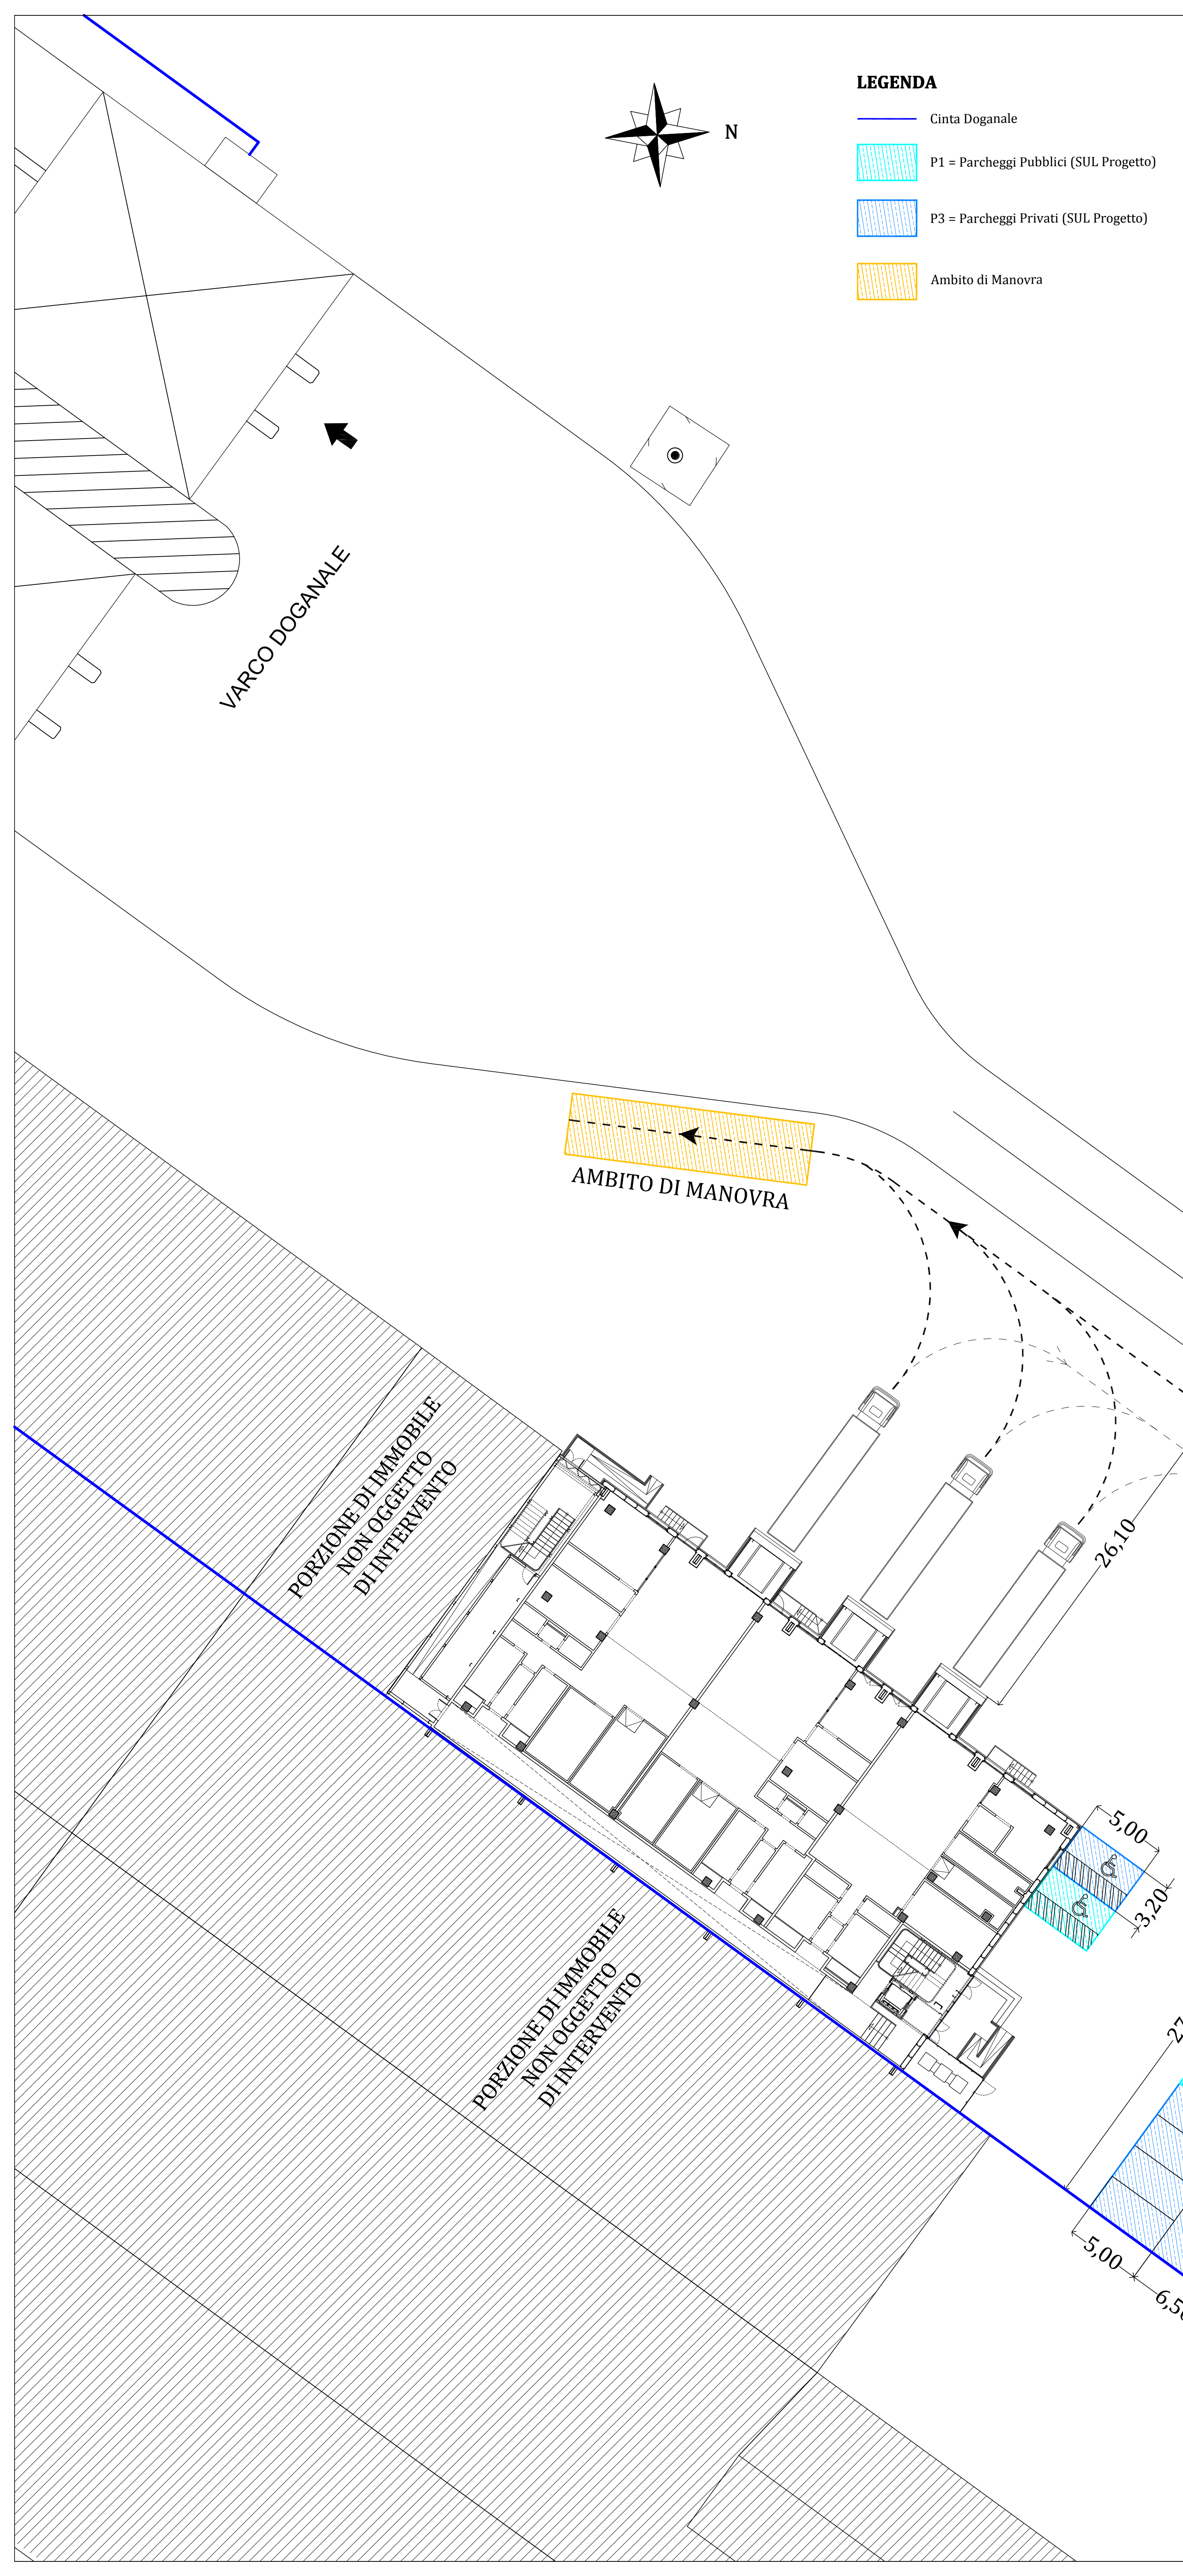 LEGENDA
N
Cinta Doganale
P1 = Parcheggi Pubblici (SUL Progetto)
P3 = Parcheggi Privati (SUL Progetto)
Ambito di Manovra
VARCO DOGANALE
AMBITO DI MANOVRA
PORZIONE DI IMMOBILE
NON OGGETTO
DI INTERVENTO
26,10
5,00
3,20
PORZIONE DI IMMOBILE
NON OGGETTO
DI INTERVENTO
5,00